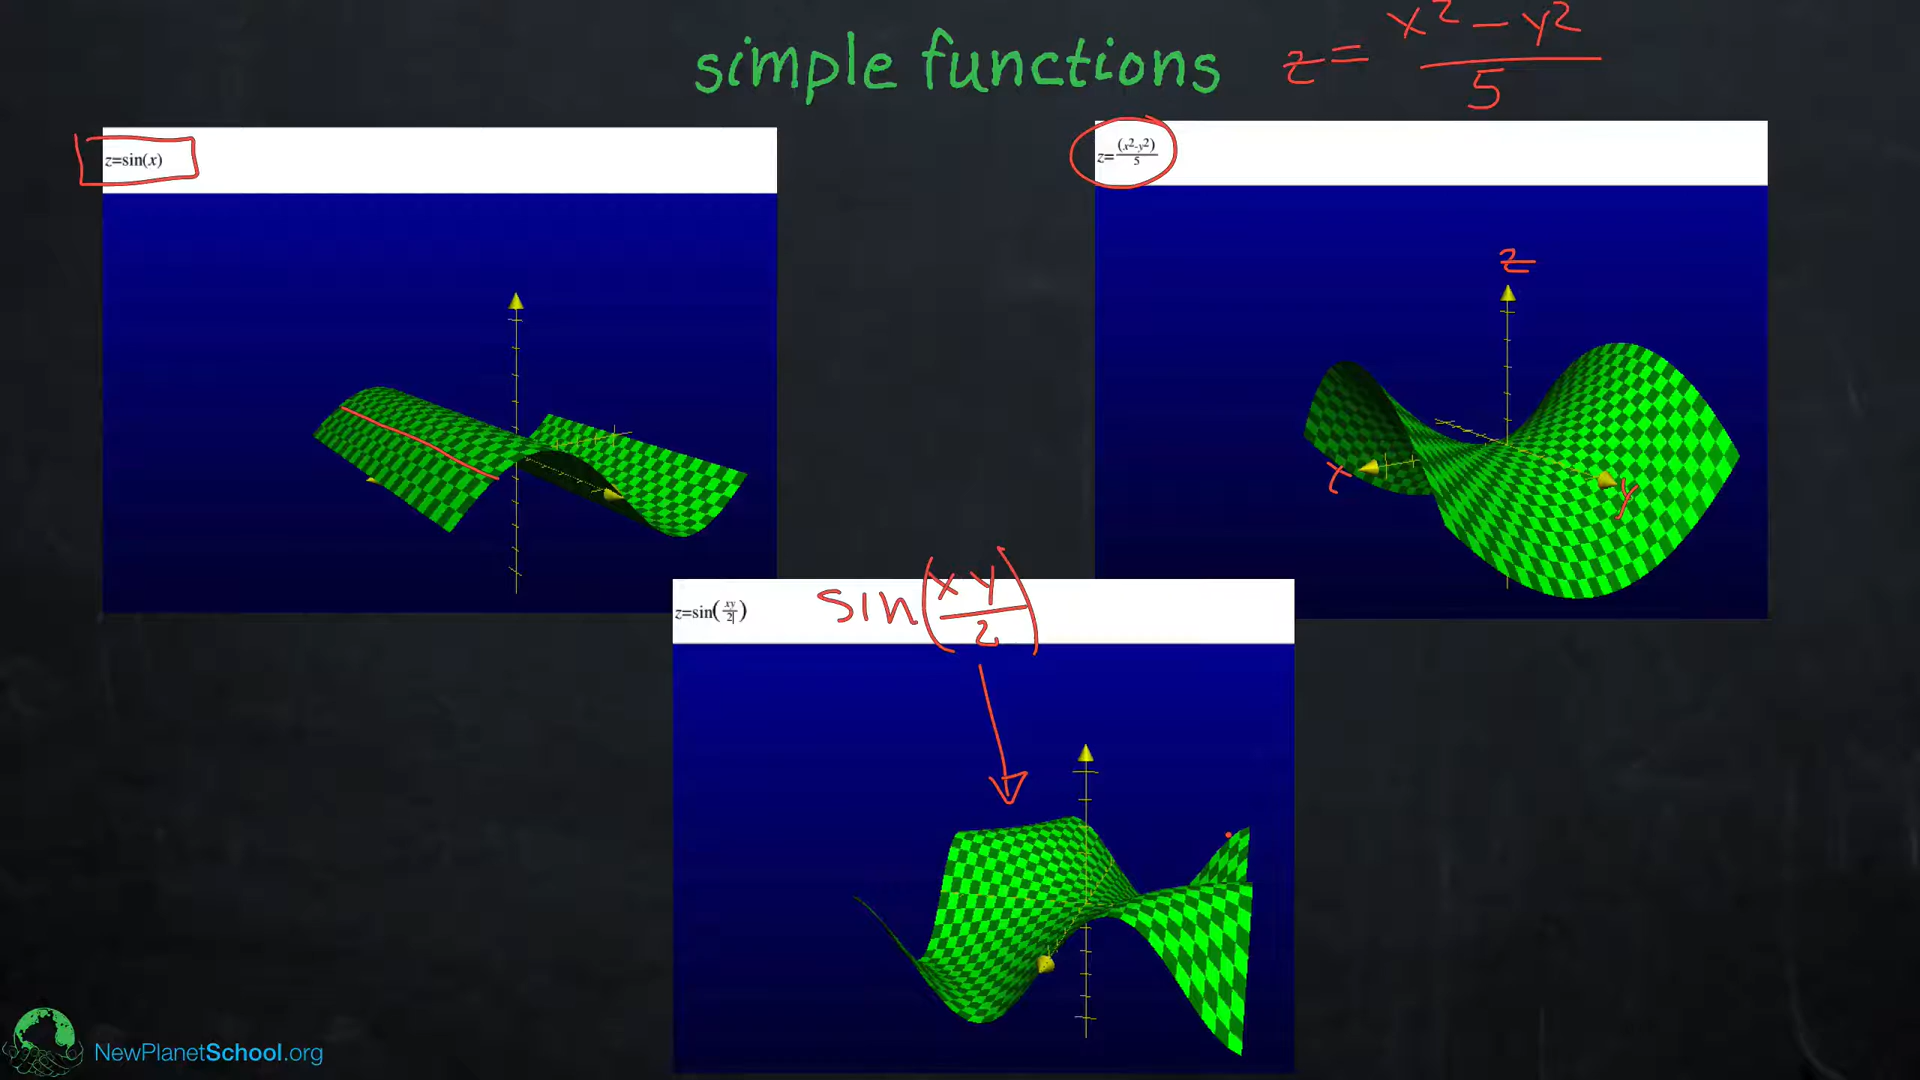 simple functions
z = x² - y² / 5
z=sin(x)
z=(x²-y²)/5
z
x
y
z=sin(xy/2)
sin(xy/2)
NewPlanetSchool.org